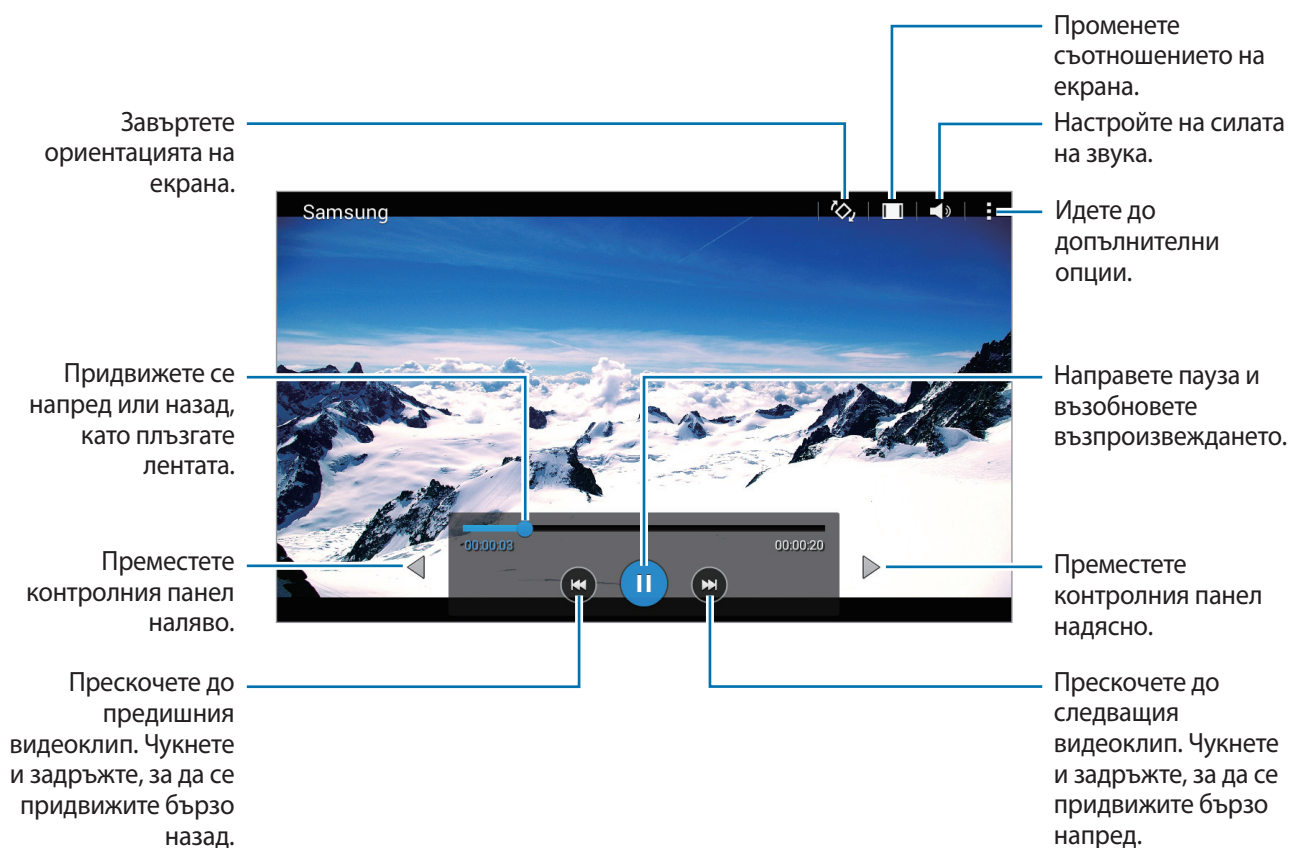 Променете
съотношението на
екрана.
Завъртете
ориентацията на
екрана.
Настройте на силата
на звука.
Samsung
Идете до
допълнителни
опции.
Придвижете се
напред или назад,
като плъзгате
лентата.
Направете пауза и
възобновете
възпроизвеждането.
00:00:03
00:00:20
Преместете
контролния панел
наляво.
Преместете
контролния панел
надясно.
Прескочете до
предишния
видеоклип. Чукнете
и задръжте, за да се
придвижите бързо
назад.
Прескочете до
следващия
видеоклип. Чукнете
и задръжте, за да се
придвижите бързо
напред.